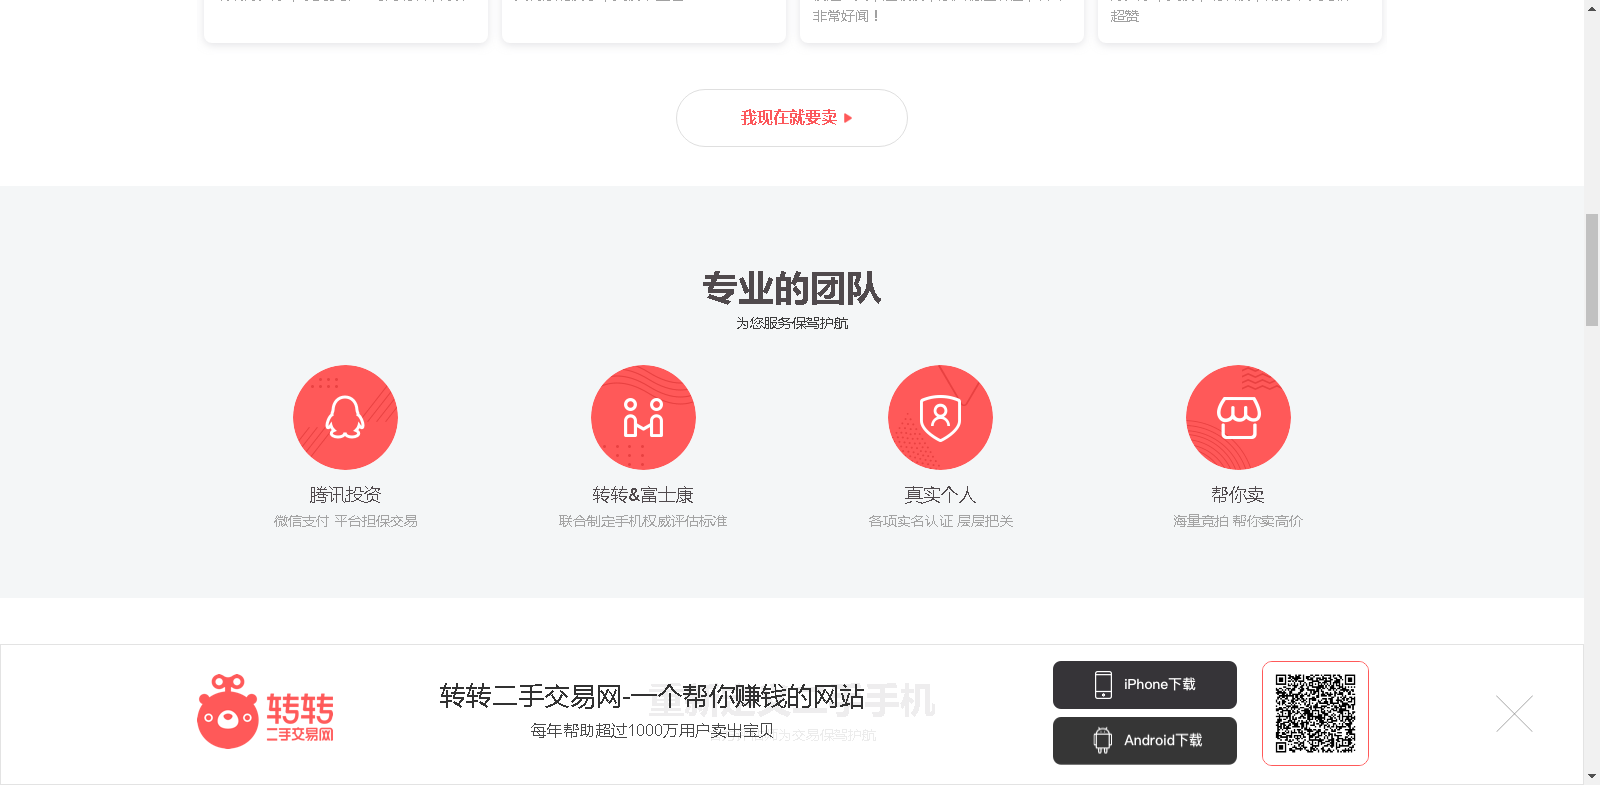 非常好闻！
超赞
我现在就要卖
专业的团队
为您服务保驾护航
腾讯投资
微信支付 平台担保交易
转转&富士康
联合制定手机权威评估标准
真实个人
各项实名认证 层层把关
帮你卖
海量竞拍 帮你卖高价
转转
二手交易网
转转二手交易网-一个帮你赚钱的网站
每年帮助超过1000万用户卖出宝贝
为交易保驾护航
iPhone下载
Android下载